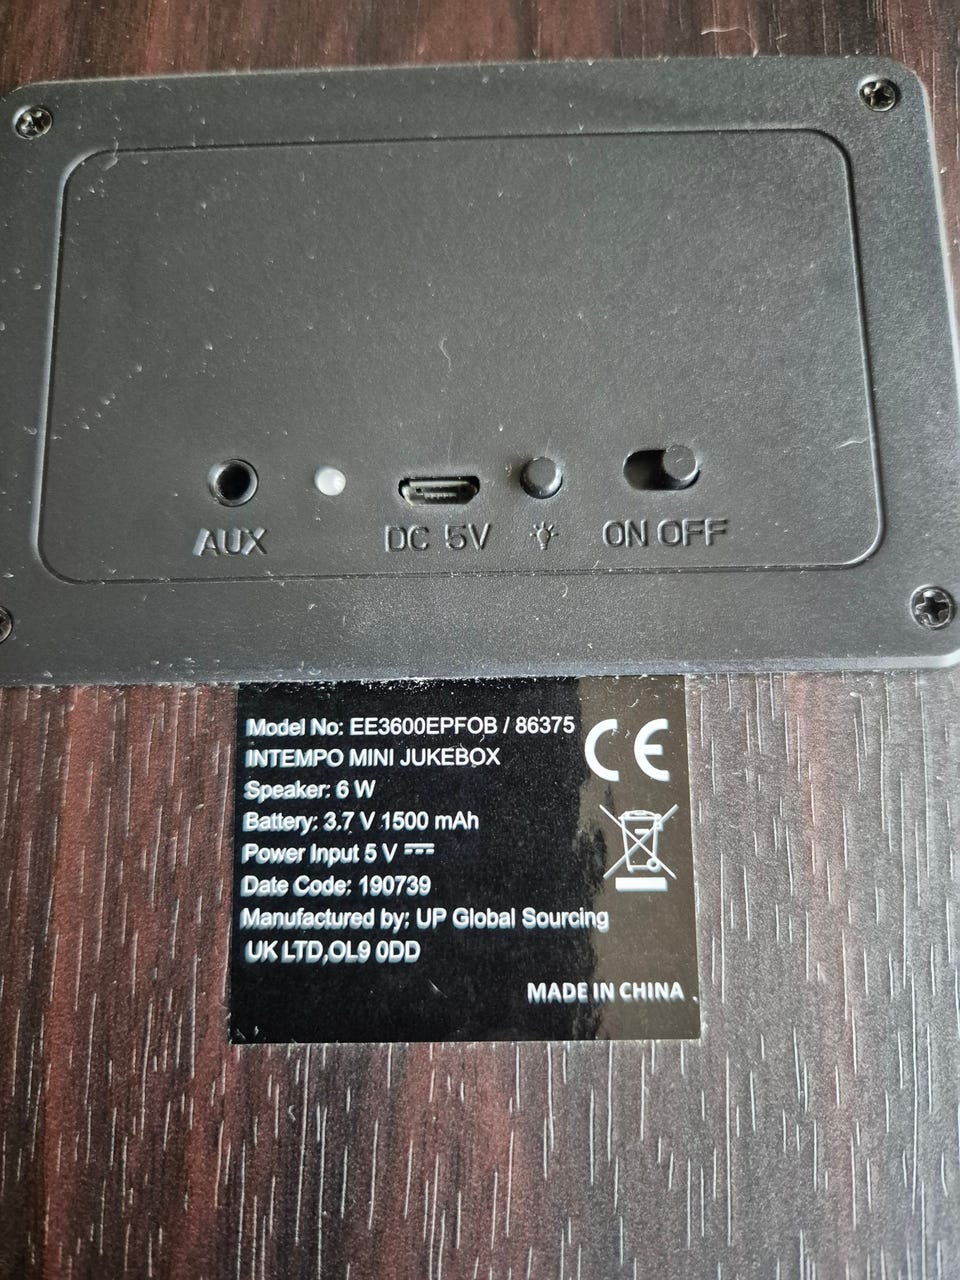 AUX
DC 5V
ON OFF
Model No: EE3600EPFOB / 86375
INTEMPO MINI JUKEBOX
Speaker: 6 W
Battery: 3.7 V 1500 mAh
Power Input 5 V
Date Code: 190739
Manufactured by; UP Global Sourcing
UK LTD,OL9 0DD
CE
MADE IN CHINA